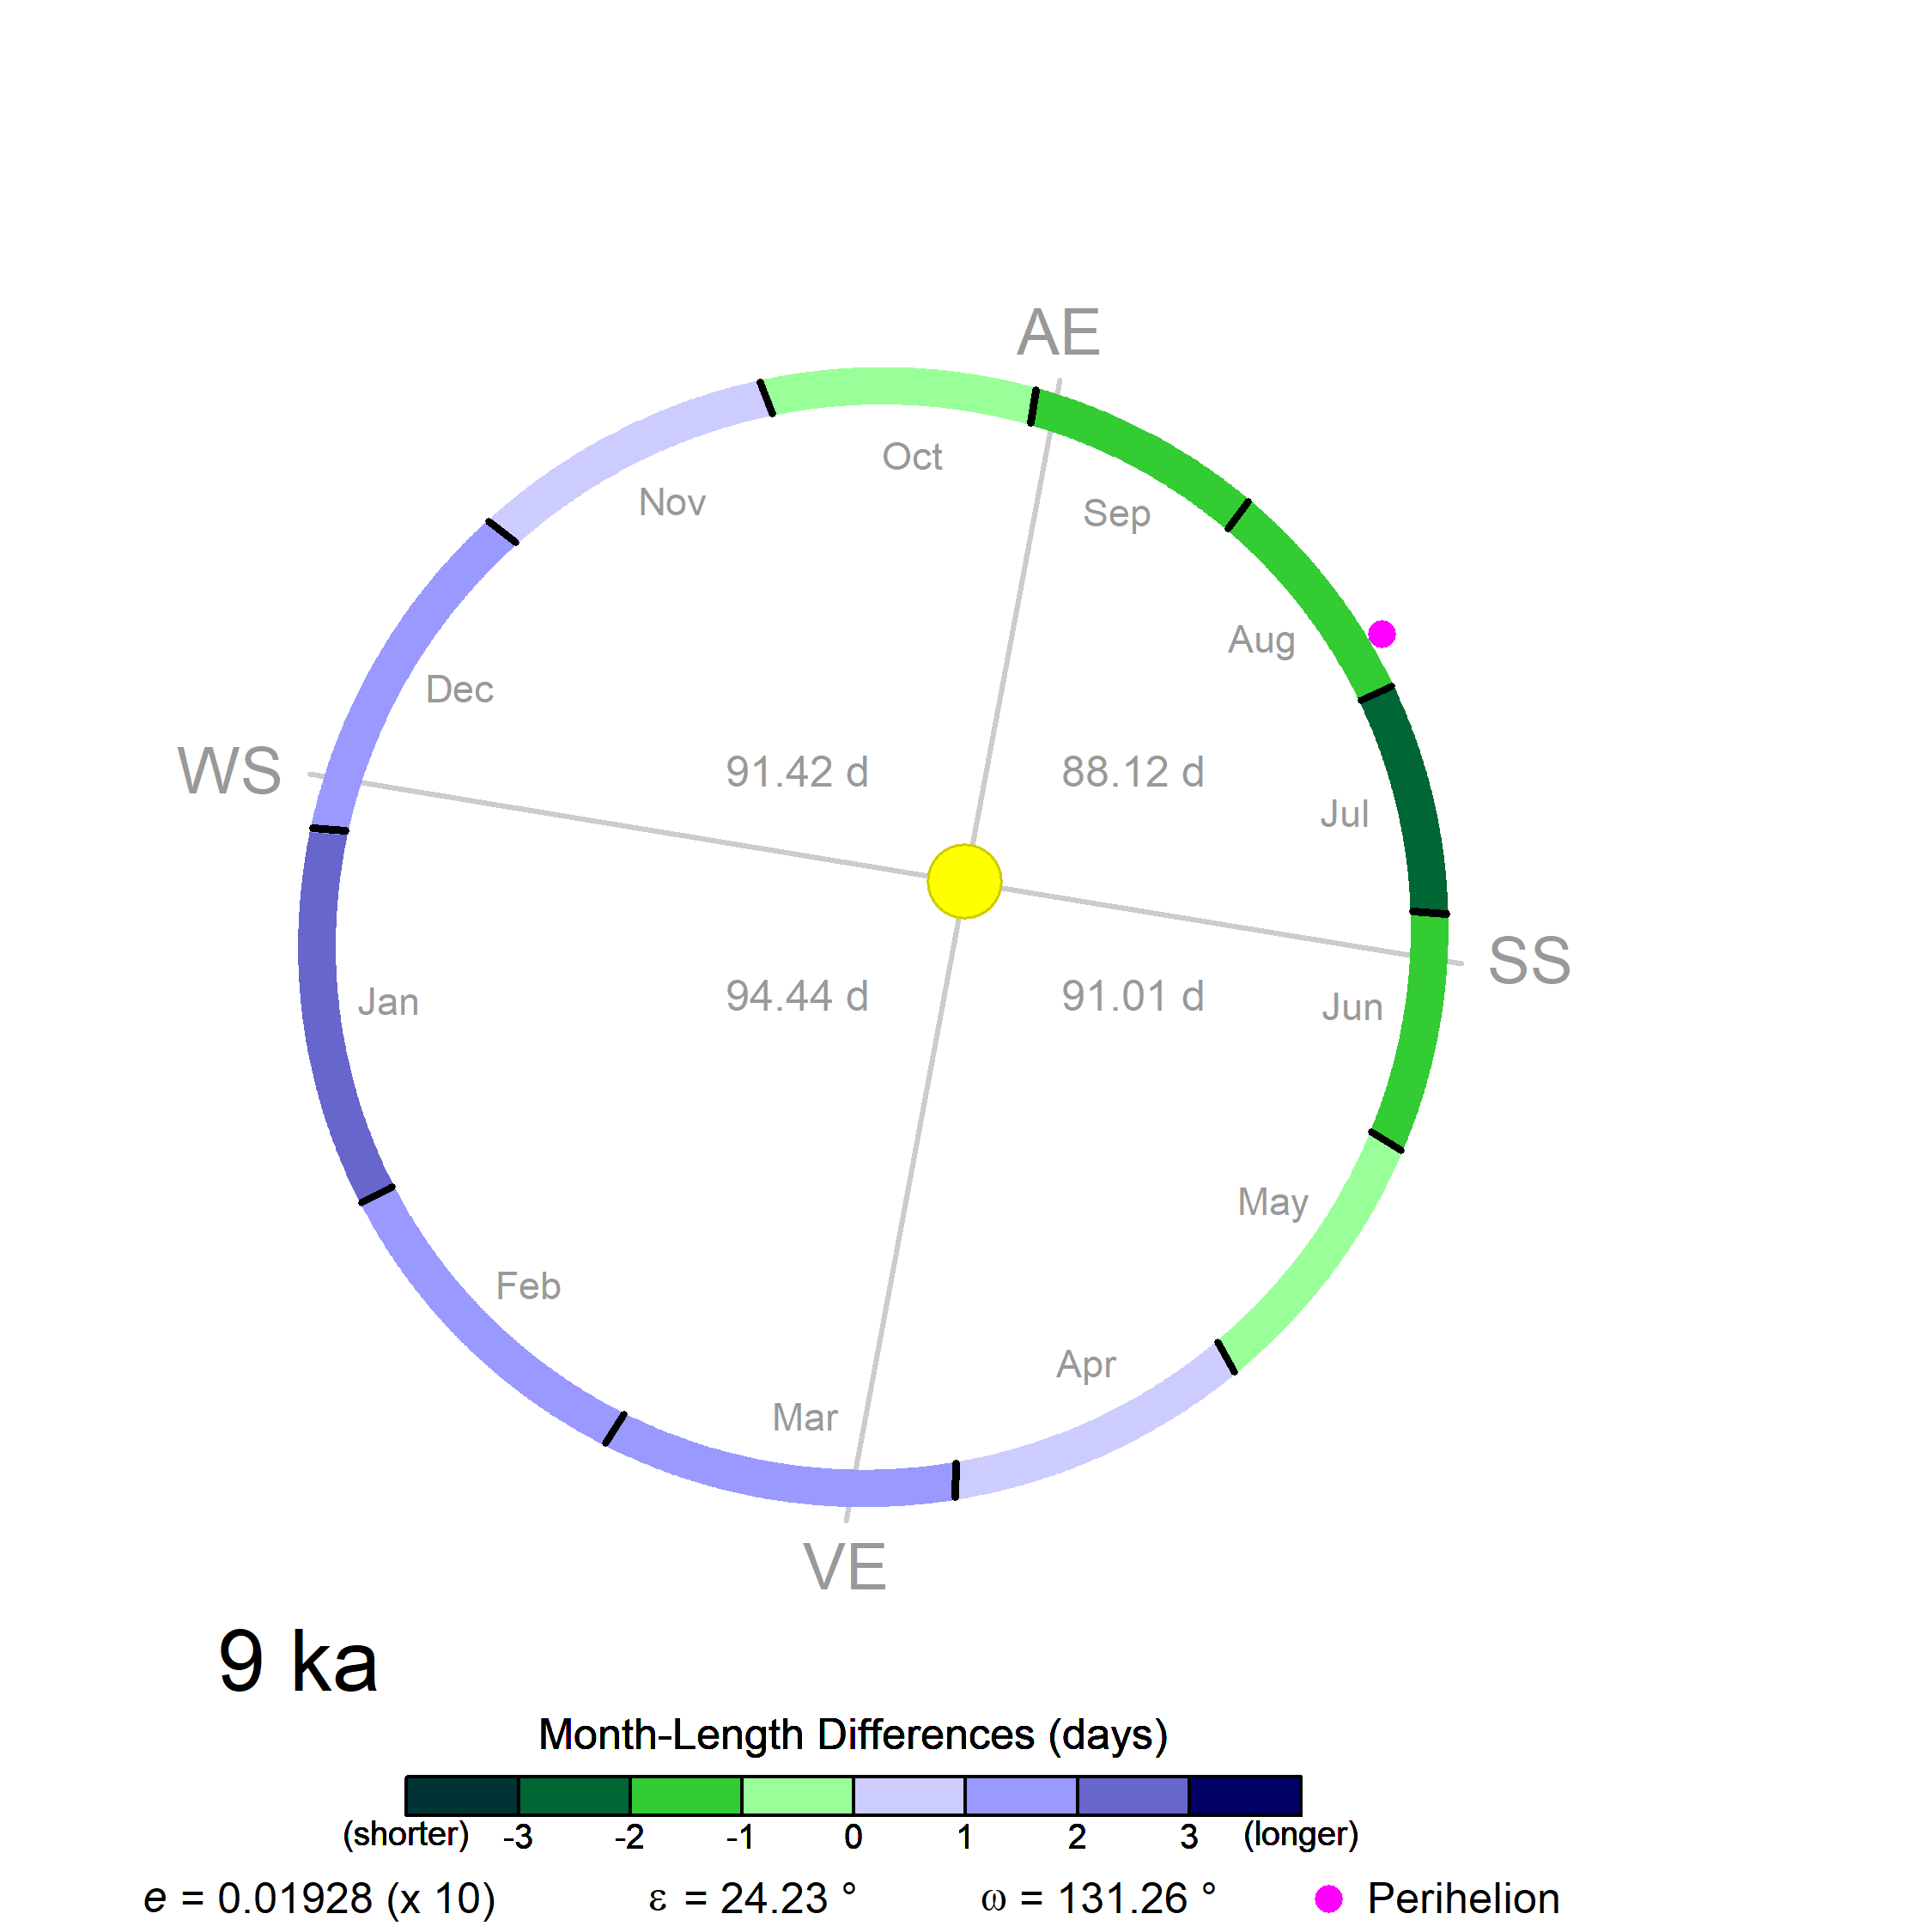 AE
Oct
Nov
Sep
Aug
Dec
WS
91.42 d
88.12 d
Jul
SS
94.44 d
91.01 d
Jan
Jun
May
Feb
Apr
Mar
VE
9 ka
Month-Length Differences (days)
(shorter) -3 -2 -1 0 1 2 3 (longer)
e = 0.01928 (x 10) ε = 24.23 ° ω = 131.26 ° Perihelion